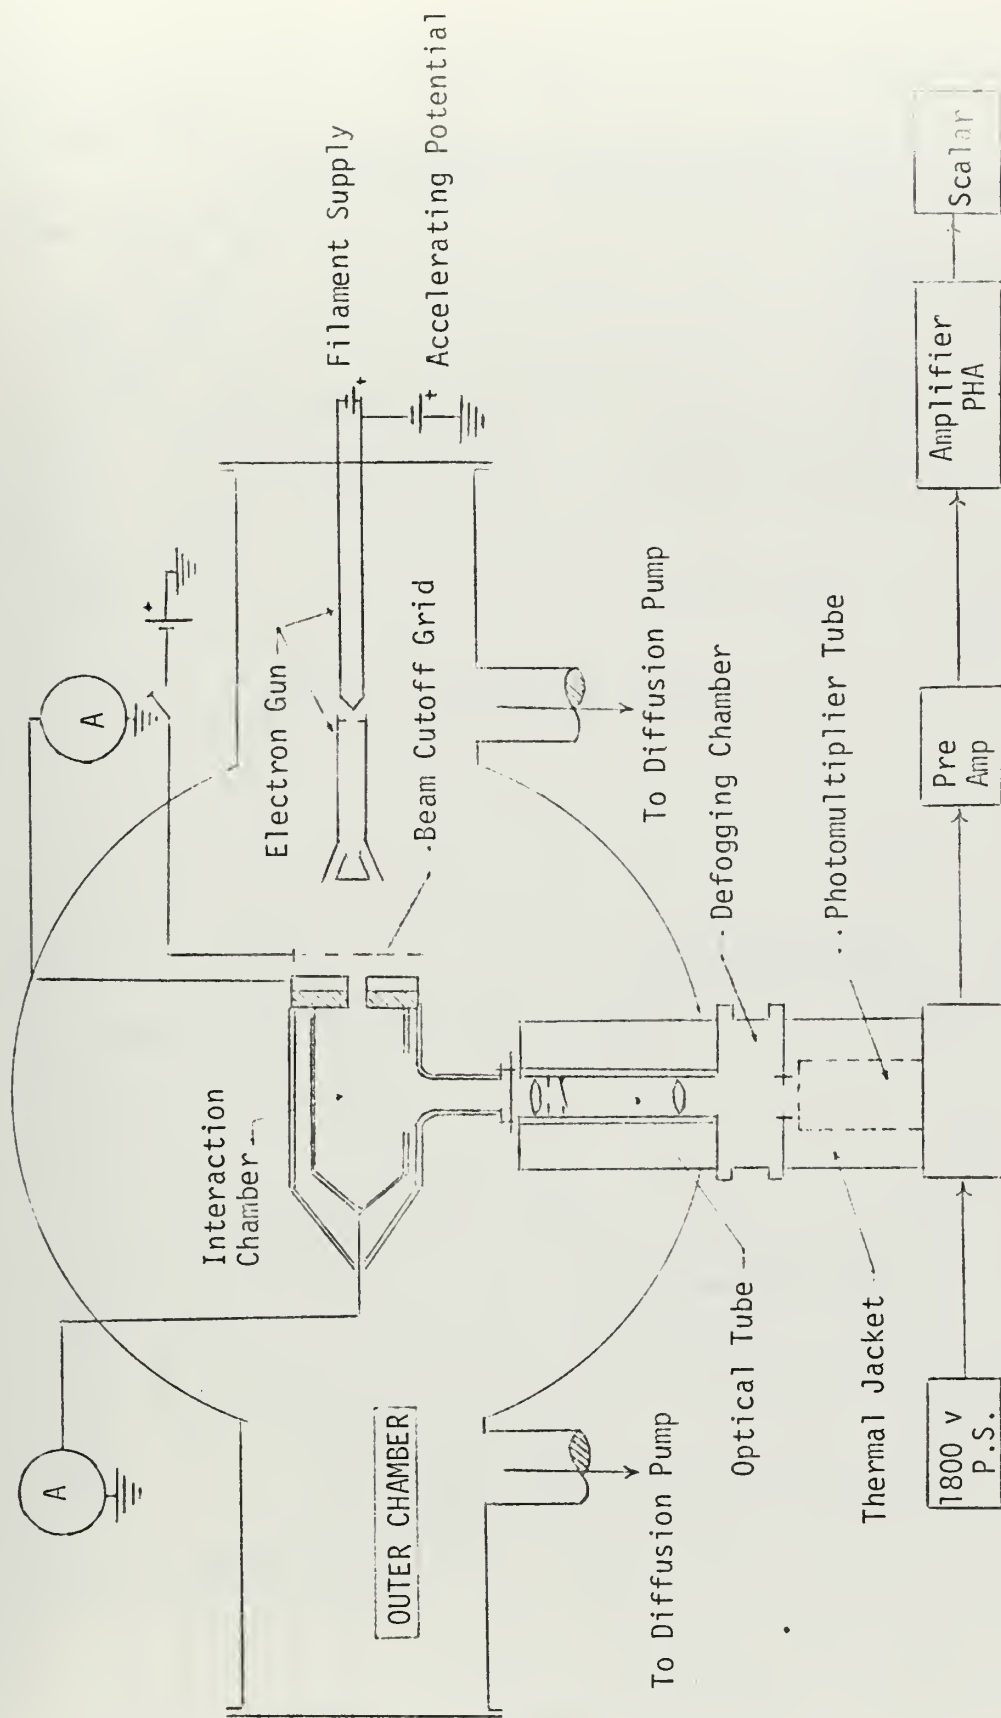 A
A
Filament Supply
Accelerating Potential
Electron Gun
Beam Cutoff Grid
Interaction
Chamber
OUTER CHAMBER
To Diffusion Pump
To Diffusion Pump
Defogging Chamber
Optical Tube
Photomultiplier Tube
Thermal Jacket
1800 v
P.S.
Pre
Amp
Amplifier
PHA
Scalar